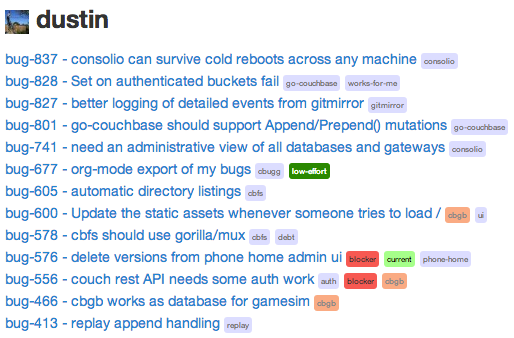 dustin
bug-837 - consolio can survive cold reboots across any machine consolio
bug-828 - Set on authenticated buckets fail go-couchbase works-for-me
bug-827 - better logging of detailed events from gitmirror gitmirror
bug-801 - go-couchbase should support Append/Prepend() mutations go-couchbase
bug-741 - need an administrative view of all databases and gateways consolio
bug-677 - org-mode export of my bugs cbugg low-effort
bug-605 - automatic directory listings cbfs
bug-600 - Update the static assets whenever someone tries to load / cbgb ui
bug-578 - cbfs should use gorilla/mux cbfs debt
bug-576 - delete versions from phone home admin ui blocker current phone-home
bug-556 - couch rest API needs some auth work auth blocker cbgb
bug-466 - cbgb works as database for gamesim cbgb
bug-413 - replay append handling replay